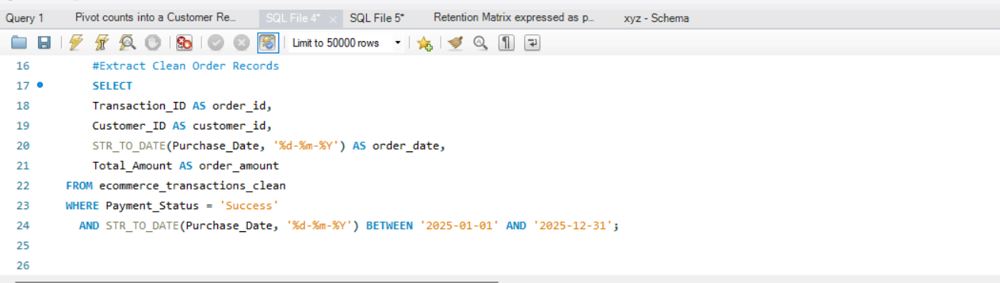 Query 1 Pivot counts into a Customer Re... SQL File 4* SQL File 5* Retention Matrix expressed as p... xyz - Schema
Limit to 50000 rows
16 #Extract Clean Order Records
17 SELECT
18 Transaction_ID AS order_id,
19 Customer_ID AS customer_id,
20 STR_TO_DATE(Purchase_Date, '%d-%m-%Y') AS order_date,
21 Total_Amount AS order_amount
22 FROM ecommerce_transactions_clean
23 WHERE Payment_Status = 'Success'
24 AND STR_TO_DATE(Purchase_Date, '%d-%m-%Y') BETWEEN '2025-01-01' AND '2025-12-31';
25
26